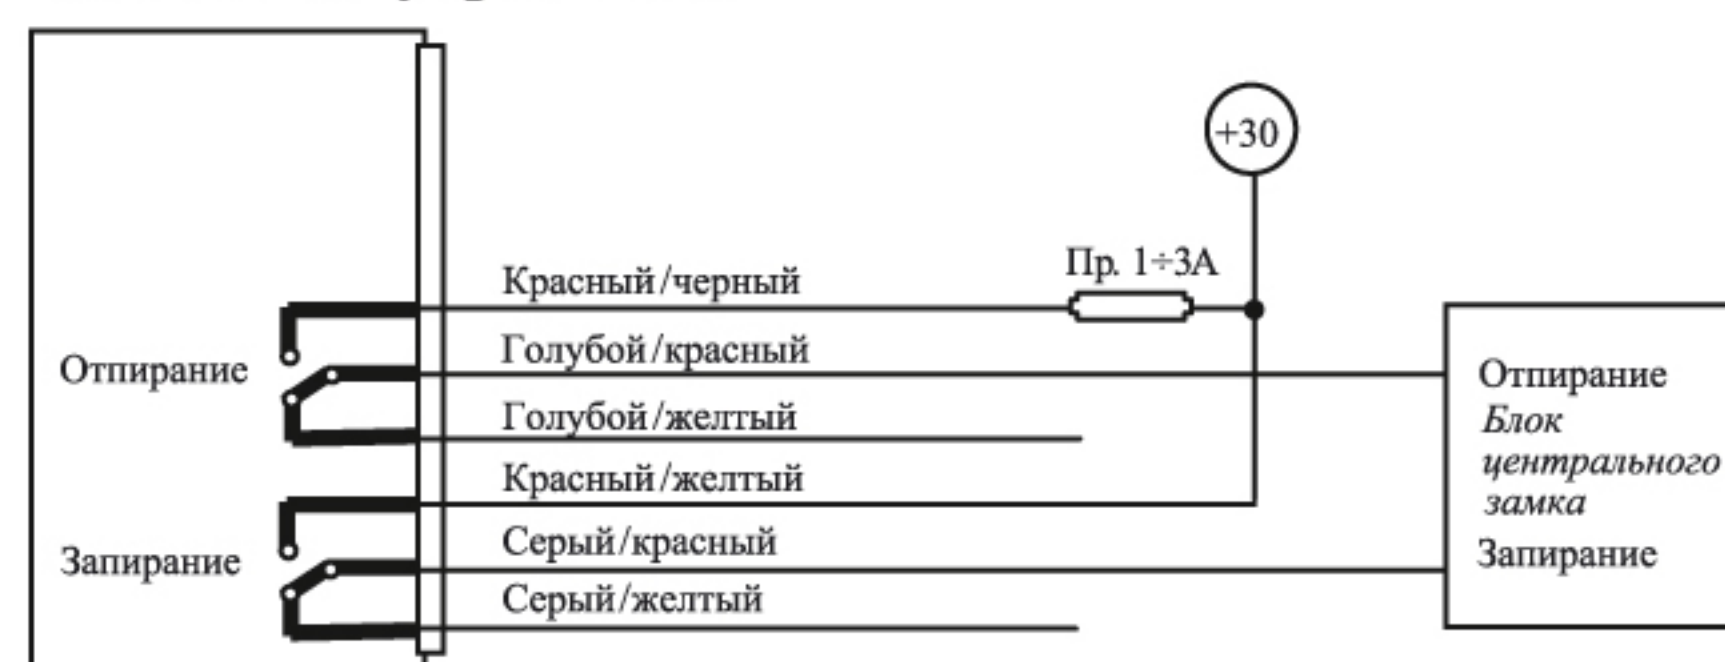 +30
Пр. 1÷3А
Красный/черный
Голубой/красный
Отпирание
Голубой/желтый
Красный/желтый
Запирание
Серый/красный
Серый/желтый
Отпирание
Блок
центрального
замка
Запирание